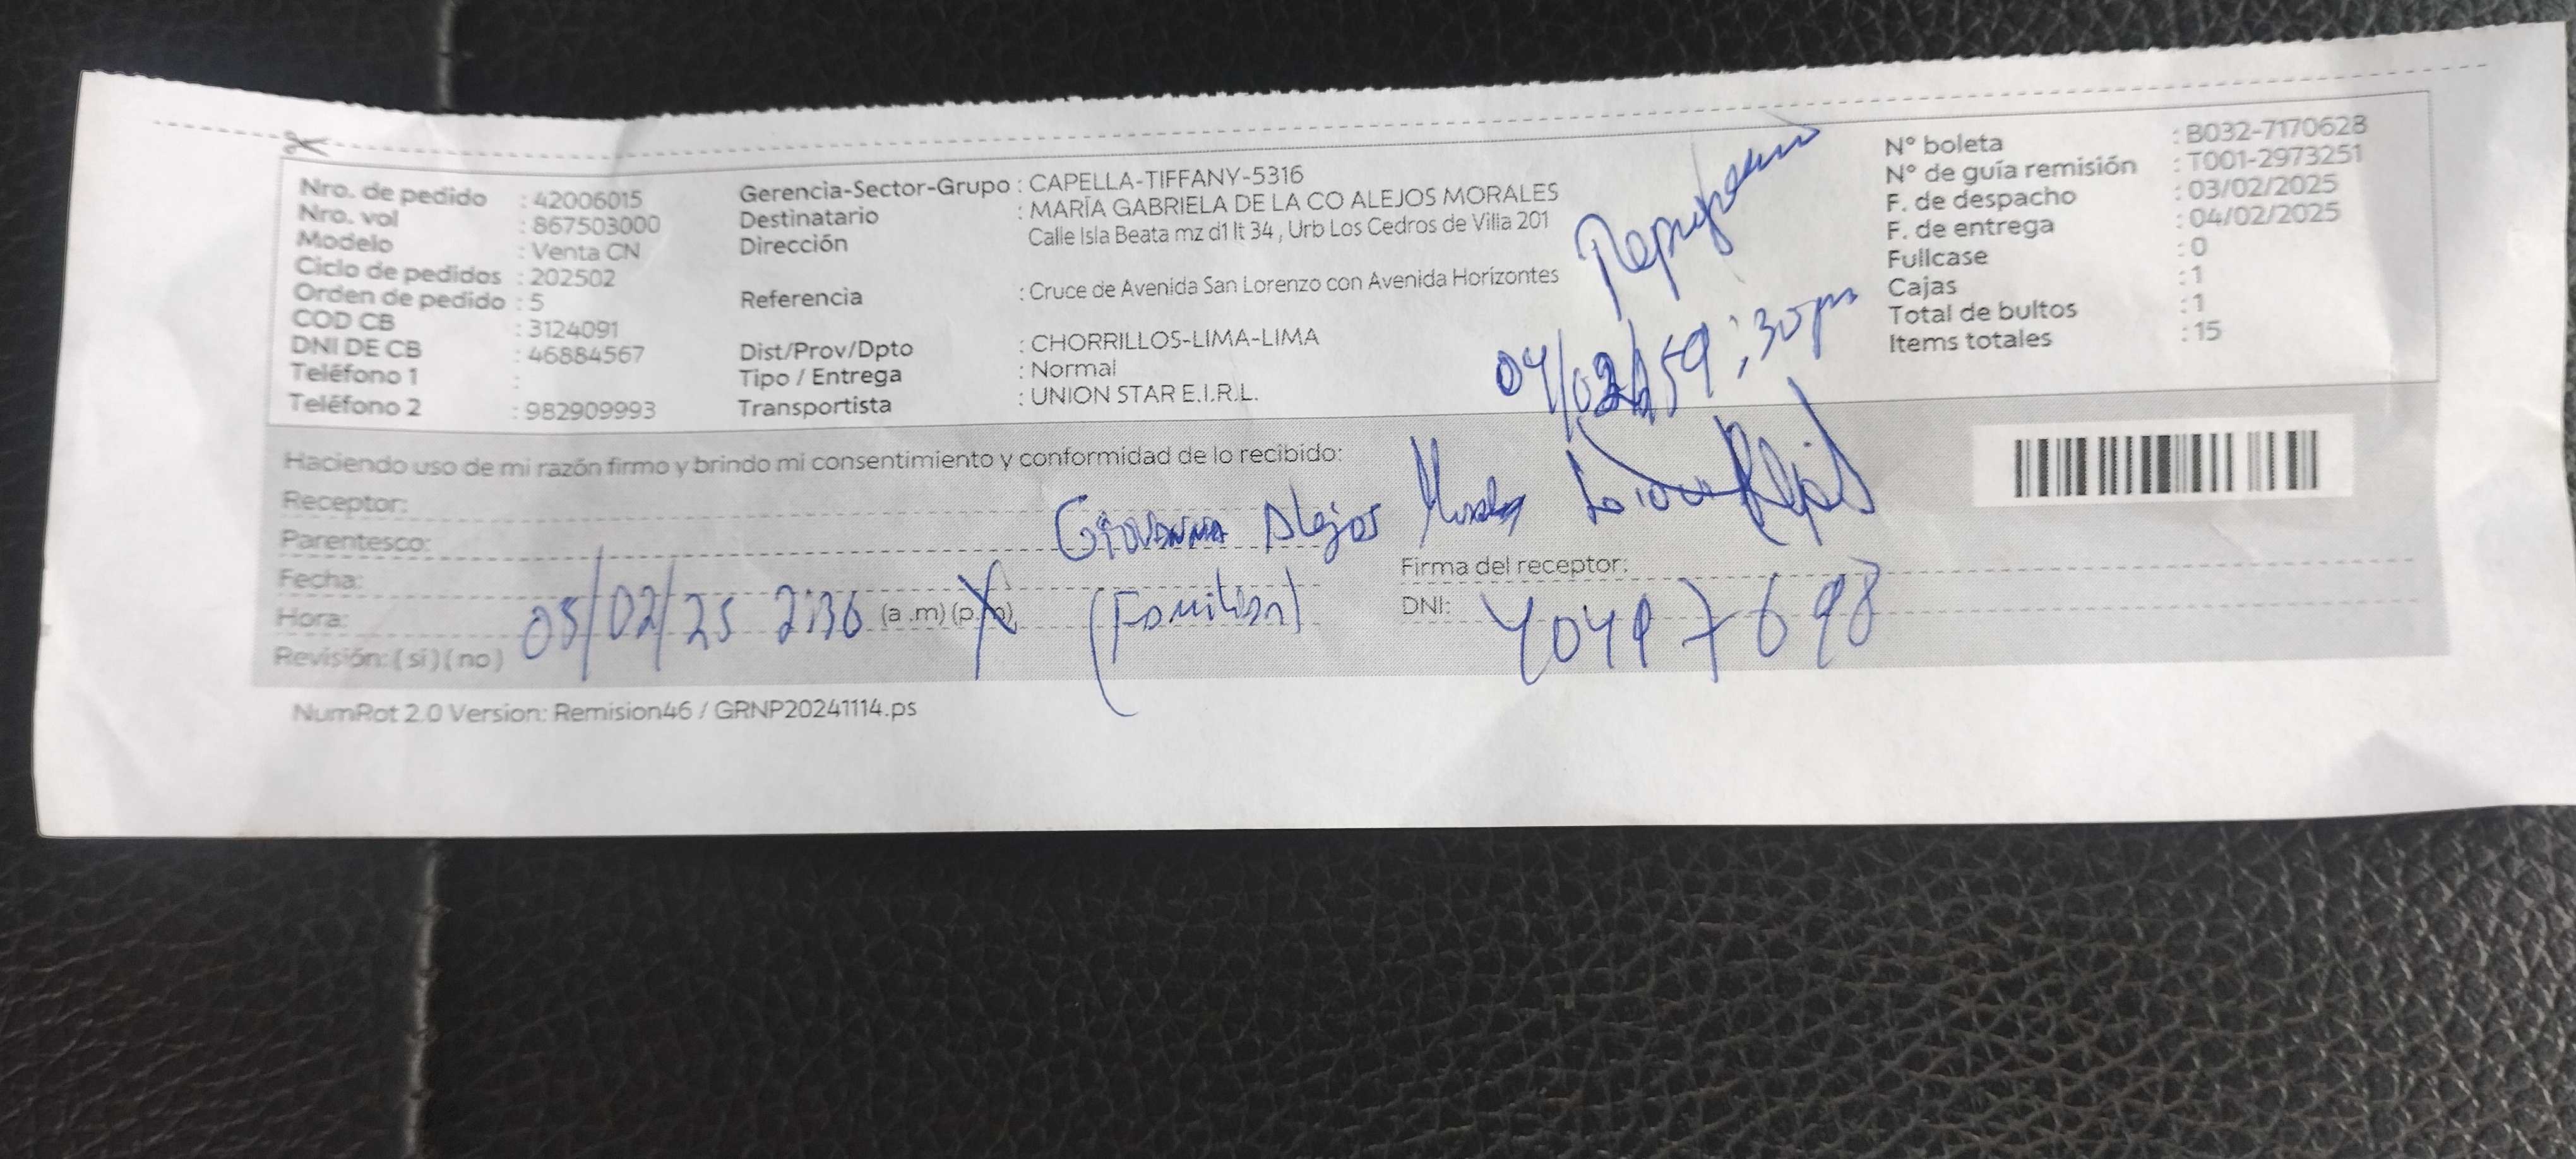 Nro. de pedido : 42006015
Nro. vol : 867503000
Modelo : Venta CN
Ciclo de pedidos : 202502
Orden de pedido : 5
COD CB : 3124091
DNI DE CB : 46884567
Teléfono 1 :
Teléfono 2 : 982909993
Gerencia-Sector-Grupo : CAPELLA-TIFFANY-5316
Destinatario : MARÍA GABRIELA DE LA CO ALEJOS MORALES
Dirección Calle Isla Beata mz d1 lt 34 , Urb Los Cedros de Villa 201
Referencia : Cruce de Avenida San Lorenzo con Avenida Horizontes
Dist/Prov/Dpto : CHORRILLOS-LIMA-LIMA
Tipo / Entrega : Normal
Transportista : UNION STAR E.I.R.L.
N° boleta : B032-7170628
N° de guía remisión : T001-2973251
F. de despacho : 03/02/2025
F. de entrega : 04/02/2025
Fullcase : 0
Cajas : 1
Total de bultos : 1
Items totales : 15
Haciendo uso de mi razón firmo y brindo mi consentimiento y conformidad de lo recibido:
Receptor: Giovanna Alejos Morales
Parentesco: (Familiar)
Fecha: 05/02/25
Hora: 2:36 (a .m) (p.m)
Revisión: ( sí ) ( no )
Firma del receptor:
DNI: 40497698
NumRot 2.0 Version: Remision46 / GRNP20241114.ps